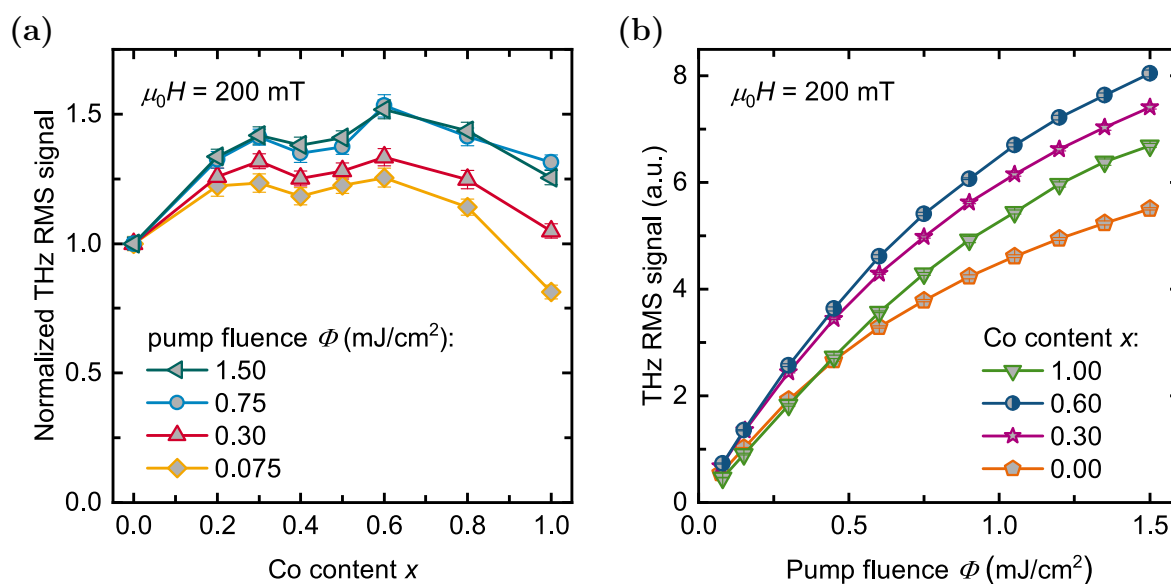 (a)
μ₀H = 200 mT
Normalized THz RMS signal
1.5
1.0
0.5
0.0
pump fluence Φ (mJ/cm²):
1.50
0.75
0.30
0.075
0.0 0.2 0.4 0.6 0.8 1.0
Co content x
(b)
μ₀H = 200 mT
THz RMS signal (a.u.)
8
6
4
2
0
Co content x:
1.00
0.60
0.30
0.00
0.0 0.5 1.0 1.5
Pump fluence Φ (mJ/cm²)